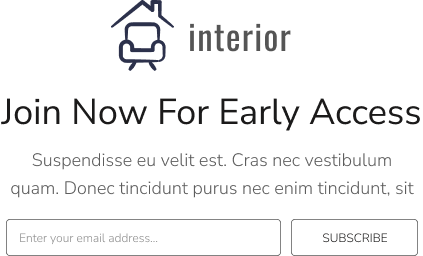 interior
Join Now For Early Access
Suspendisse eu velit est. Cras nec vestibulum
quam. Donec tincidunt purus nec enim tincidunt, sit
Enter your email address... SUBSCRIBE